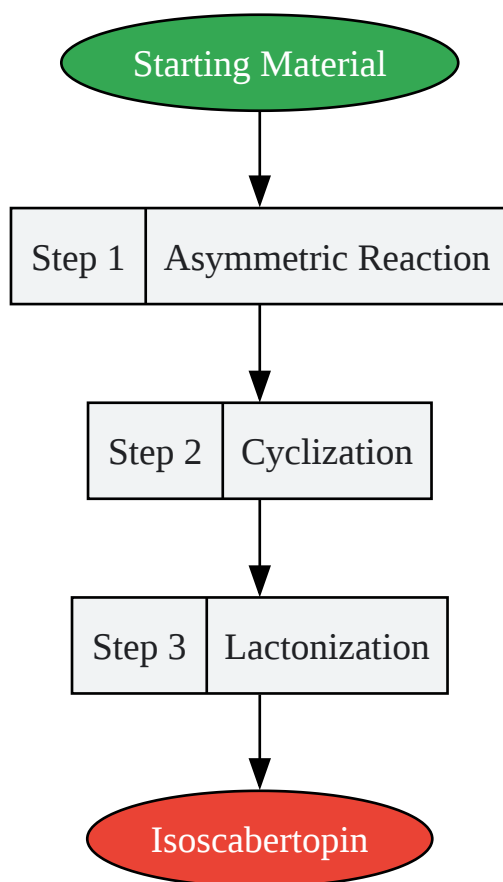 Starting Material
Step 1 Asymmetric Reaction
Step 2 Cyclization
Step 3 Lactonization
Isoscabertopin